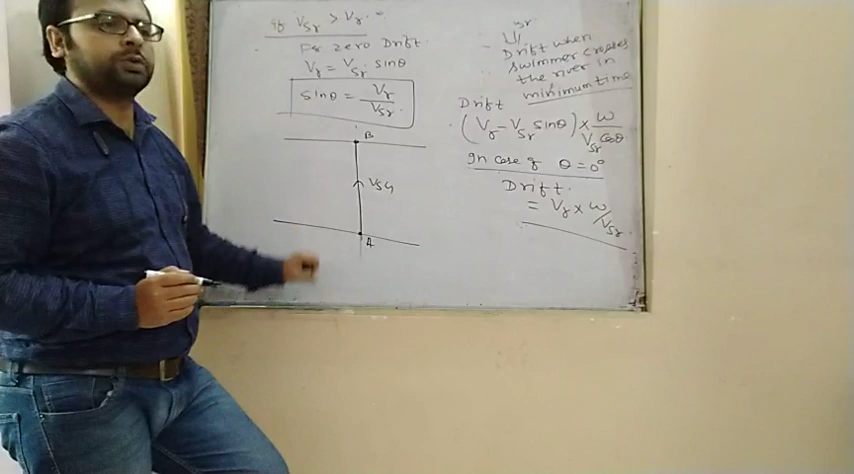 If Vsr > Vr.
For zero Drift.
Vr = Vsr sinθ
sinθ = Vr/Vsr.
B
VSG
A
Drift when
swimmer crosses
the river in
minimum time
Drift
(Vr - Vsr sinθ) × ω/Vsr cosθ
In case of θ = 0°
Drift.
= Vr × ω/Vsr